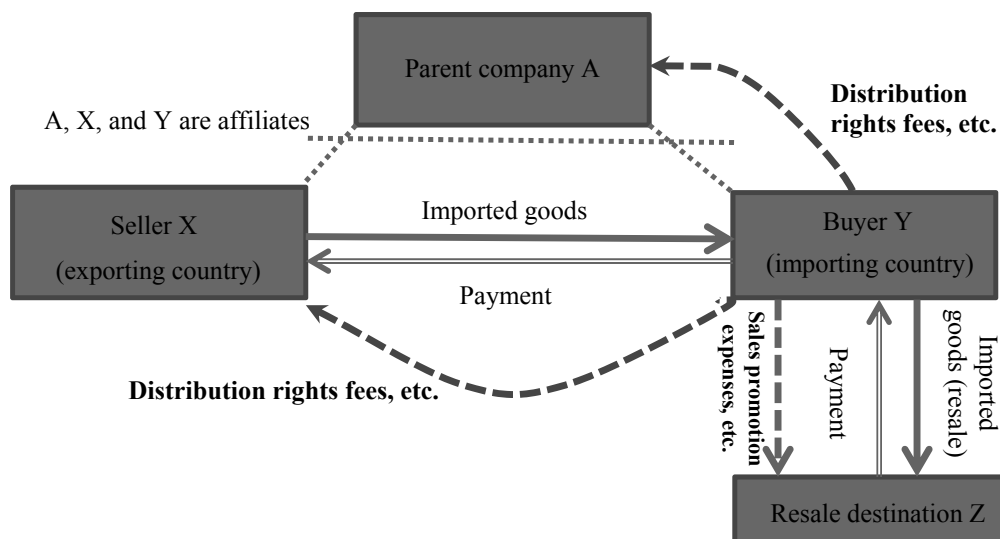 Parent company A
Distribution
rights fees, etc.
A, X, and Y are affiliates
Seller X
(exporting country)
Imported goods
Buyer Y
(importing country)
Payment
Distribution rights fees, etc.
Sales promotion
expenses, etc.
Payment
Imported
goods (resale)
Resale destination Z